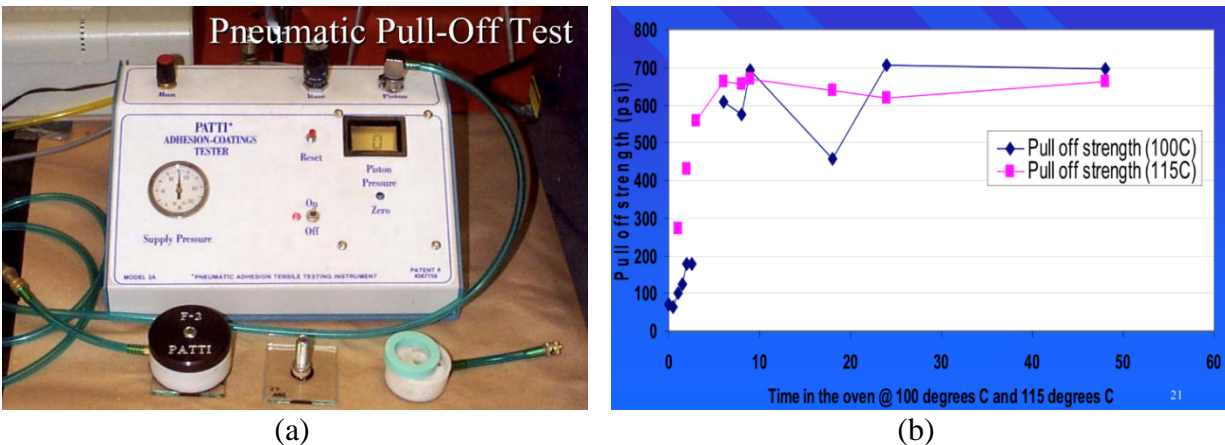 Pneumatic Pull-Off Test
Run
Rate
Piston
PATTI*
ADHESION-COATINGS
TESTER
Reset
0
Piston
Pressure
Zero
On
Off
Supply Pressure
MODEL 2A
*PNEUMATIC ADHESION TENSILE TESTING INSTRUMENT
PATENT #
F-2
PATTI
(a)
800
700
600
500
400
300
200
100
0
Pull off strength (psi)
Pull off strength (100C)
Pull off strength (115C)
0 10 20 30 40 50 60
Time in the oven @ 100 degrees C and 115 degrees C
21
(b)